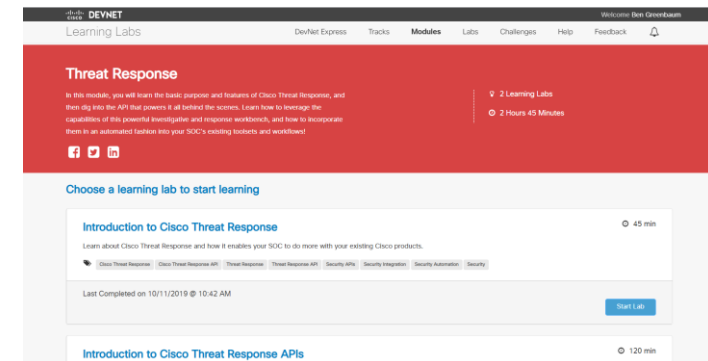 CISCO DEVNET
Welcome Ben Greenbaum
Learning Labs
DevNet Express Tracks Modules Labs Challenges Help Feedback
Threat Response
In this module, you will learn the basic purpose and features of Cisco Threat Response, and
then dig into the API that powers it all behind the scenes. Learn how to leverage the
capabilities of this powerful investigative and response workbench, and how to incorporate
them in an automated fashion into your SOC's existing toolsets and workflows!
2 Learning Labs
2 Hours 45 Minutes
Choose a learning lab to start learning
Introduction to Cisco Threat Response
45 min
Learn about Cisco Threat Response and how it enables your SOC to do more with your existing Cisco products.
Cisco Threat Response Cisco Threat Response API Threat Response Threat Response API Security APIs Security Integration Security Automation Security
Last Completed on 10/11/2019 @ 10:42 AM
Start Lab
Introduction to Cisco Threat Response APIs
120 min